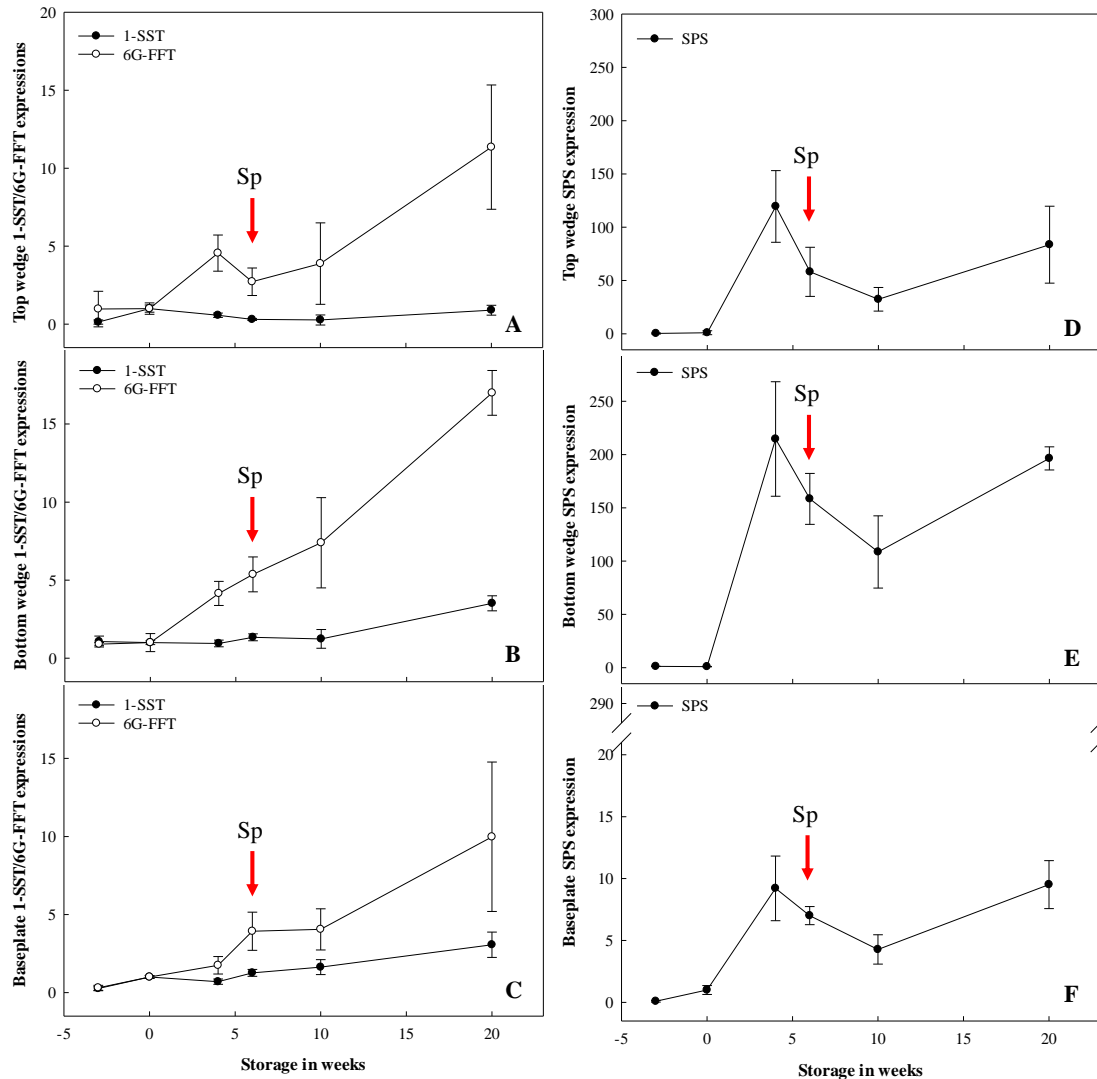 Top wedge 1-SST/6G-FFT expressions
20
15
10
5
0
1-SST
6G-FFT
Sp
A
Bottom wedge 1-SST/6G-FFT expressions
15
10
5
0
1-SST
6G-FFT
Sp
B
Baseplate 1-SST/6G-FFT expressions
15
10
5
0
1-SST
6G-FFT
Sp
C
-5 0 5 10 15 20
Storage in weeks
Top wedge SPS expression
300
250
200
150
100
50
0
SPS
Sp
D
Bottom wedge SPS expression
250
200
150
100
50
0
SPS
Sp
E
Baseplate SPS expression
290
20
15
10
5
0
SPS
Sp
F
-5 0 5 10 15 20
Storage in weeks